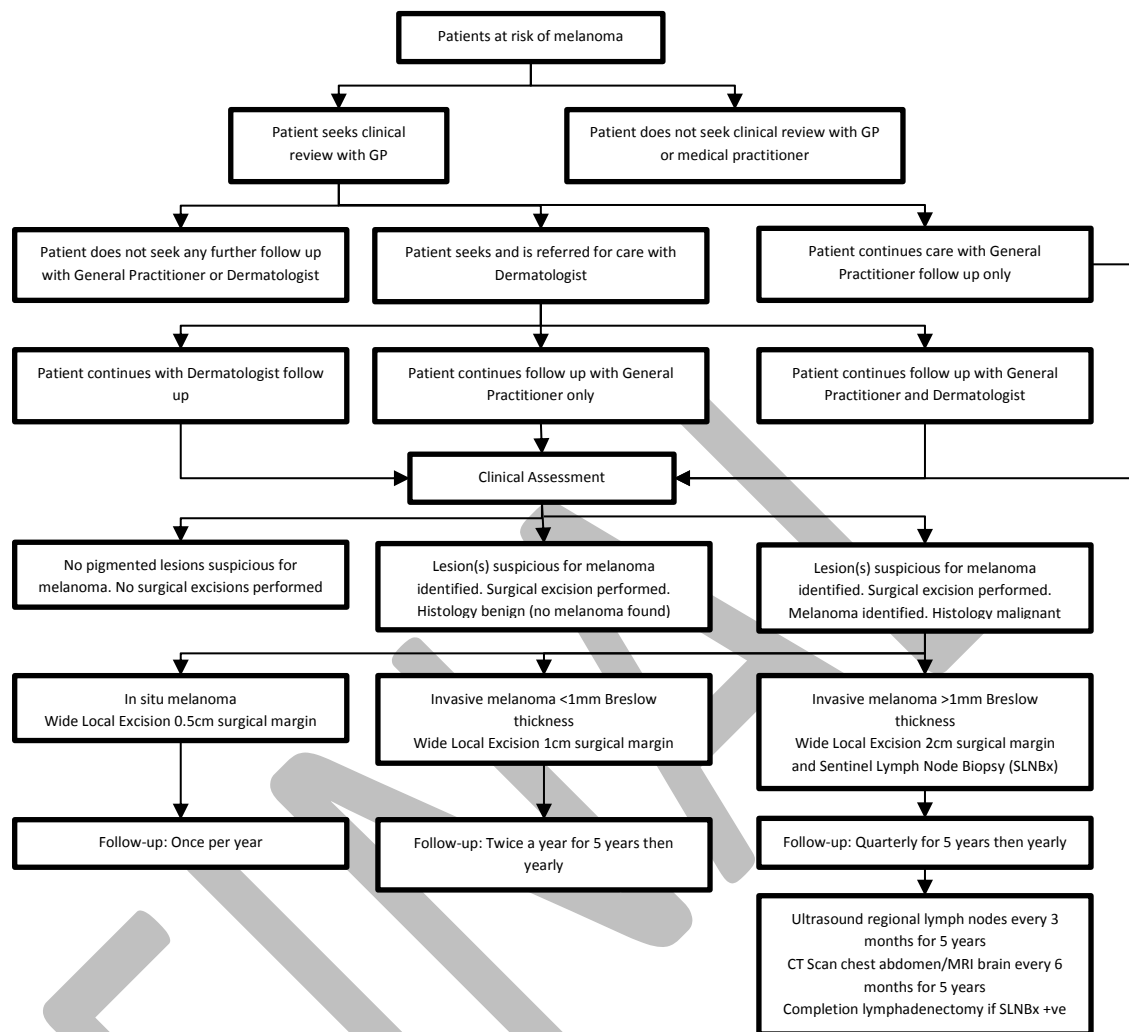 Patients at risk of melanoma
Patient seeks clinical
review with GP
Patient does not seek clinical review with GP
or medical practitioner
Patient does not seek any further follow up
with General Practitioner or Dermatologist
Patient seeks and is referred for care with
Dermatologist
Patient continues care with General
Practitioner follow up only
Patient continues with Dermatologist follow
up
Patient continues follow up with General
Practitioner only
Patient continues follow up with General
Practitioner and Dermatologist
Clinical Assessment
No pigmented lesions suspicious for
melanoma. No surgical excisions performed
Lesion(s) suspicious for melanoma
identified. Surgical excision performed.
Histology benign (no melanoma found)
Lesion(s) suspicious for melanoma
identified. Surgical excision performed.
Melanoma identified. Histology malignant
In situ melanoma
Wide Local Excision 0.5cm surgical margin
Invasive melanoma <1mm Breslow
thickness
Wide Local Excision 1cm surgical margin
Invasive melanoma >1mm Breslow
thickness
Wide Local Excision 2cm surgical margin
and Sentinel Lymph Node Biopsy (SLNBx)
Follow-up: Once per year
Follow-up: Twice a year for 5 years then
yearly
Follow-up: Quarterly for 5 years then yearly
Ultrasound regional lymph nodes every 3
months for 5 years
CT Scan chest abdomen/MRI brain every 6
months for 5 years
Completion lymphadenectomy if SLNBx +ve